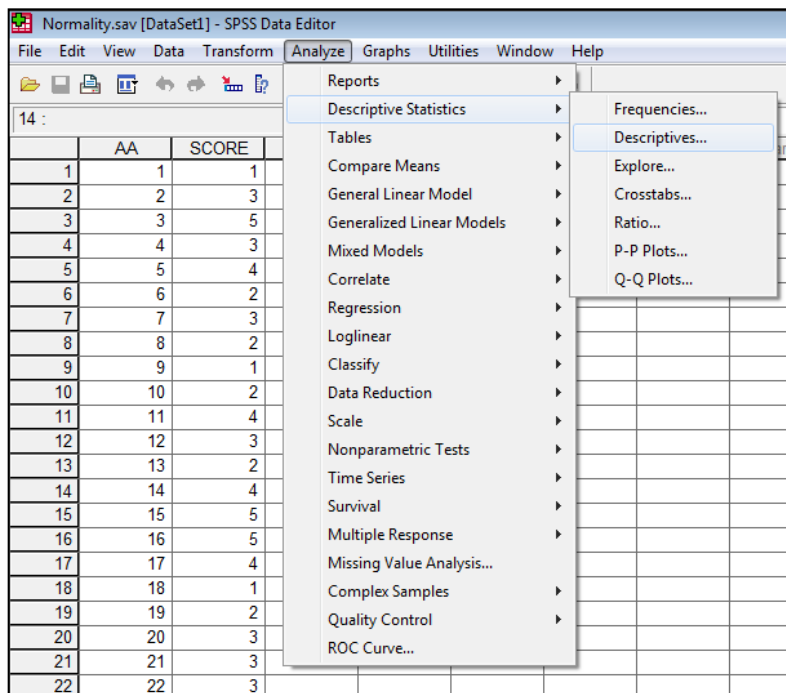 Normality.sav [DataSet1] - SPSS Data Editor
File Edit View Data Transform Analyze Graphs Utilities Window Help
14 :
AA SCORE
1 1 1
2 2 3
3 3 5
4 4 3
5 5 4
6 6 2
7 7 3
8 8 2
9 9 1
10 10 2
11 11 4
12 12 3
13 13 2
14 14 4
15 15 5
16 16 5
17 17 4
18 18 1
19 19 2
20 20 3
21 21 3
22 22 3
Reports
Descriptive Statistics
Tables
Compare Means
General Linear Model
Generalized Linear Models
Mixed Models
Correlate
Regression
Loglinear
Classify
Data Reduction
Scale
Nonparametric Tests
Time Series
Survival
Multiple Response
Missing Value Analysis...
Complex Samples
Quality Control
ROC Curve...
Frequencies...
Descriptives...
Explore...
Crosstabs...
Ratio...
P-P Plots...
Q-Q Plots...